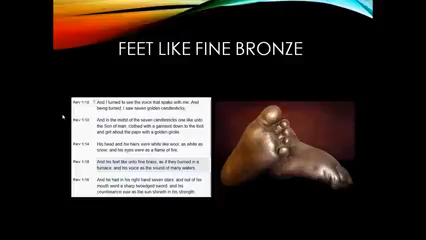 FEET LIKE FINE BRONZE
Rev 1:12 And I turned to see the voice that spake with me. And
being turned, I saw seven golden candlesticks;
Rev 1:13 And in the midst of the seven candlesticks one like unto
the Son of man, clothed with a garment down to the foot
and girt about the paps with a golden girdle.
Rev 1:14 His head and his hairs were white like wool, as white as
snow; and his eyes were as a flame of fire;
Rev 1:15 And his feet like unto fine brass, as if they burned in a
furnace; and his voice as the sound of many waters.
Rev 1:16 And he had in his right hand seven stars: and out of his
mouth went a sharp twoedged sword: and his
countenance was as the sun shineth in his strength.